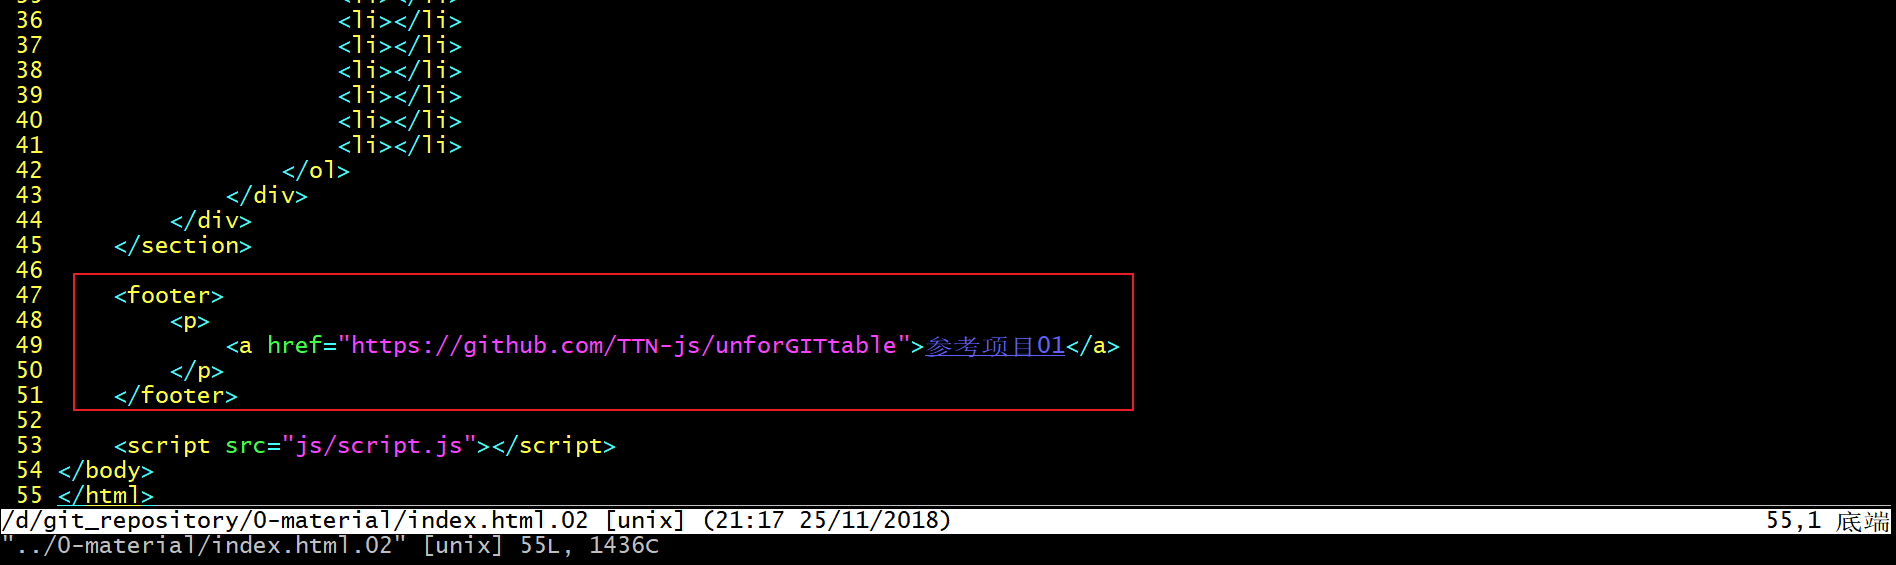 36                     <li></li>
37                     <li></li>
38                     <li></li>
39                     <li></li>
40                     <li></li>
41                     <li></li>
42                 </ol>
43             </div>
44         </div>
45     </section>
46
47     <footer>
48         <p>
49             <a href="https://github.com/TTN-js/unforGITtable">参考项目01</a>
50         </p>
51     </footer>
52
53     <script src="js/script.js"></script>
54 </body>
55 </html>
/d/git_repository/0-material/index.html.02 [unix] (21:17 25/11/2018) 55,1 底端
"../0-material/index.html.02" [unix] 55L, 1436C